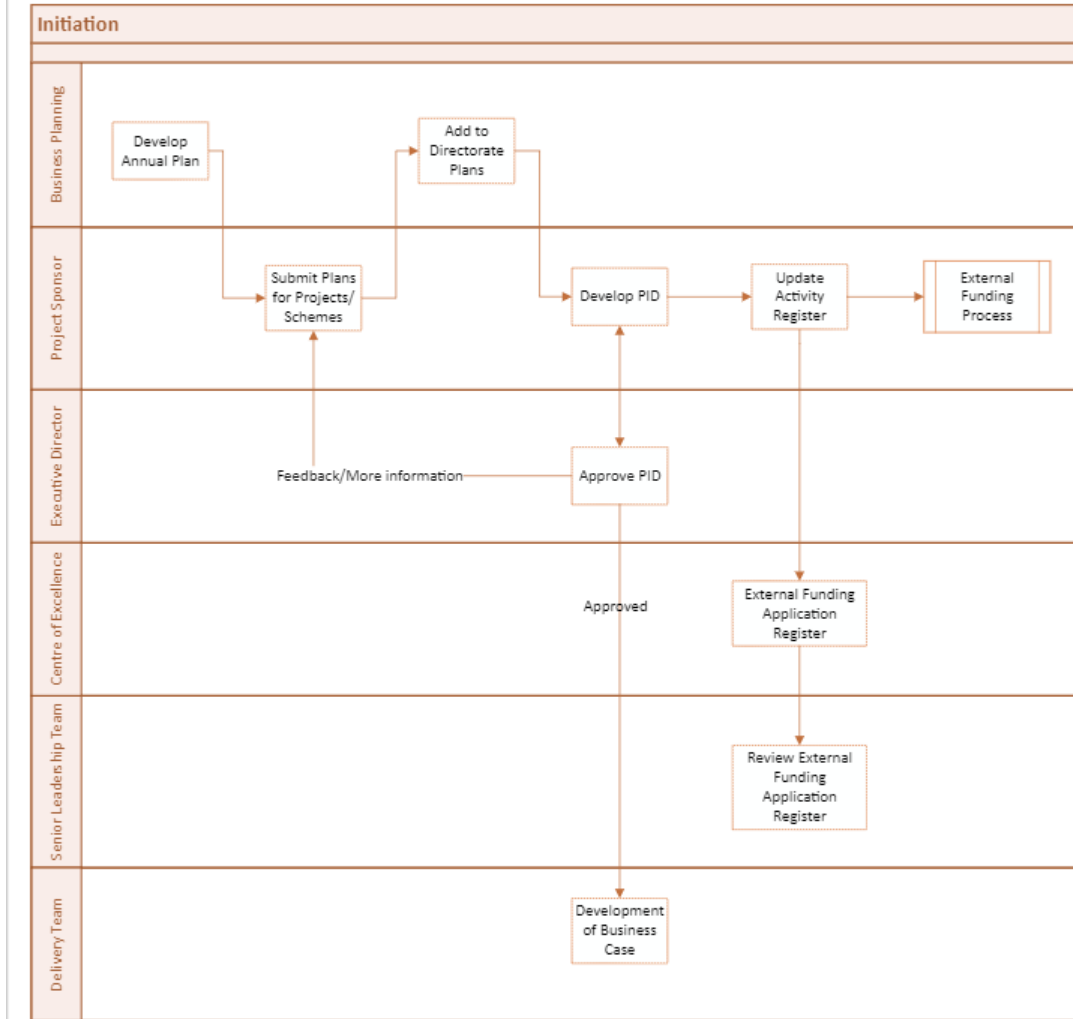 Initiation
Business Planning
Develop
Annual Plan
Add to
Directorate
Plans
Project Sponsor
Submit Plans
for Projects/
Schemes
Develop PID
Update
Activity
Register
External
Funding
Process
Executive Director
Feedback/More information
Approve PID
Centre of Excellence
Approved
External Funding
Application
Register
Senior Leadership Team
Review External
Funding
Application
Register
Delivery Team
Development
of Business
Case